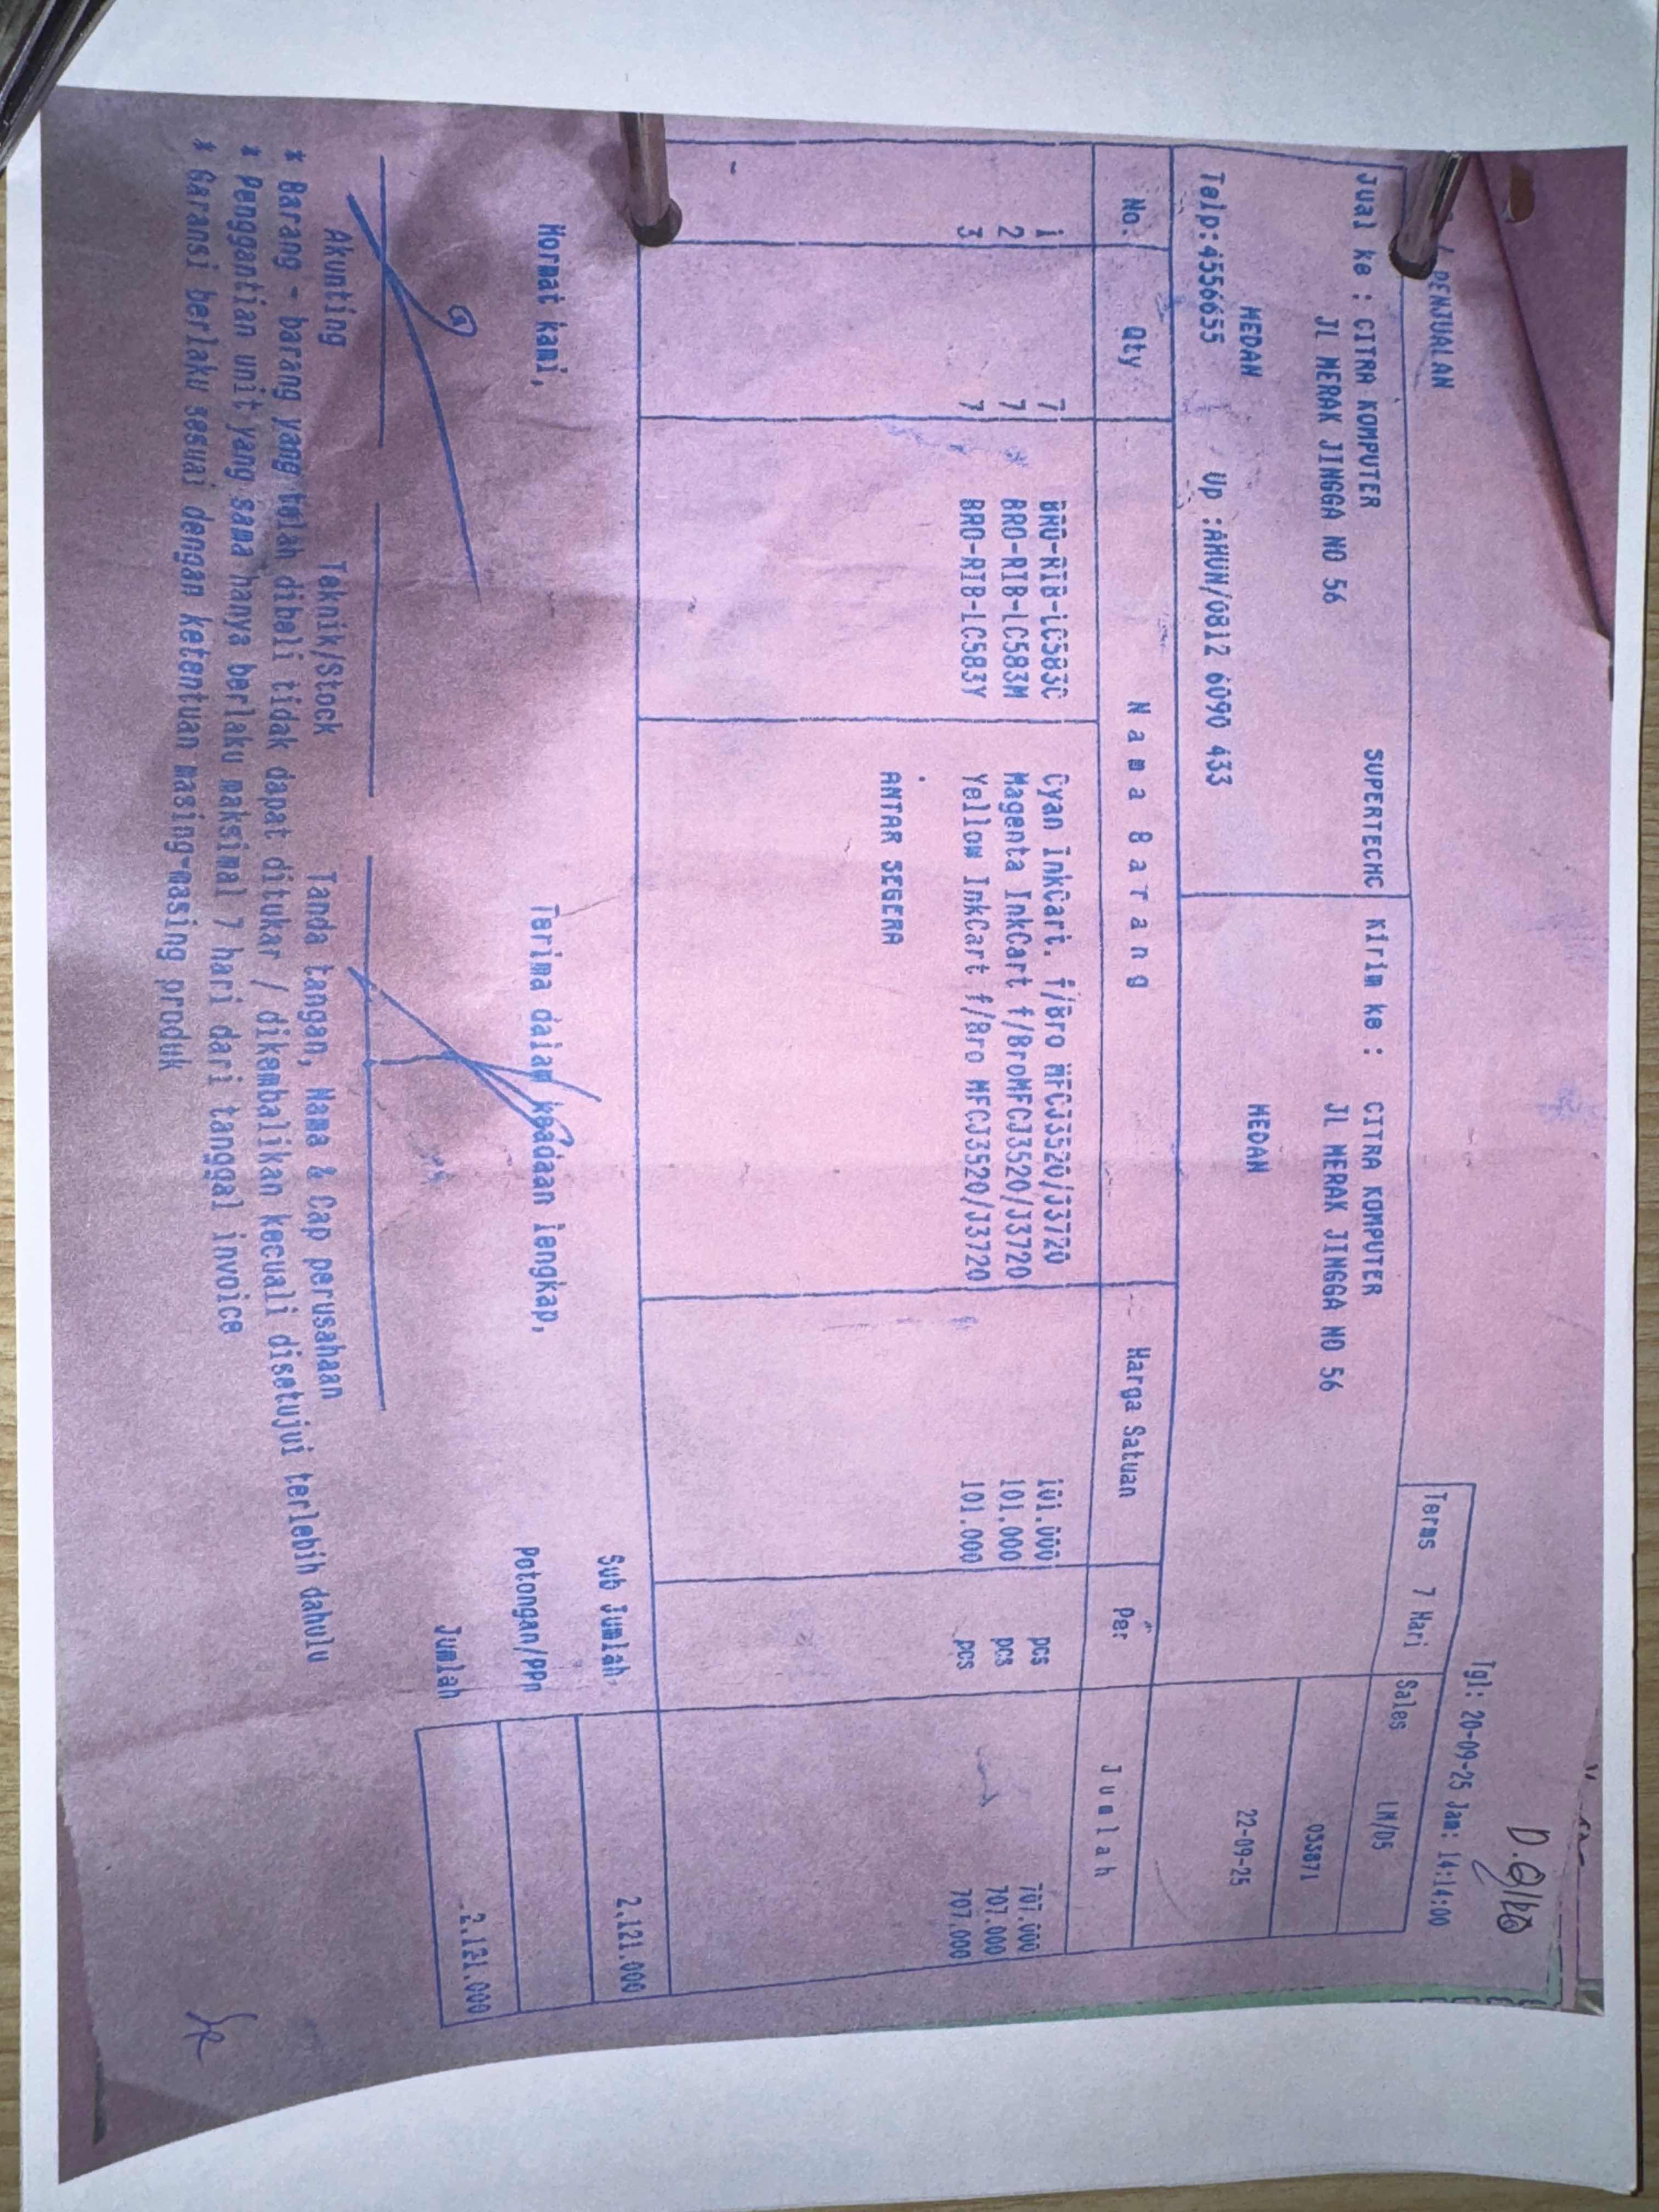 PENJUALAN
Tgl: 20-09-25 Jam: 14:14:00
Terms 7 Hari Sales LM/DS
Jual ke : CITRA KOMPUTER SUPERTECHC Kirim ke : CITRA KOMPUTER
JL MERAK JINGGA NO 56 JL MERAK JINGGA NO 56
MEDAN MEDAN 22-09-25
Telp:4556655 Up :AHUN/0812 6090 433
No. Qty Nama Barang Harga Satuan Per Jumlah
1 7 BRO-RIB-LC583C Cyan InkCart. f/Bro MFCJ3520/J3720 101.000 pcs 707.000
2 7 BRO-RIB-LC583M Magenta InkCart f/BroMFCJ3520/J3720 101.000 pcs 707.000
3 7 BRO-RIB-LC583Y Yellow InkCart f/Bro MFCJ3520/J3720 101.000 pcs 707.000
ANTAR SEGERA
Sub Jumlah 2.121.000
Hormat kami, Terima dalam keadaan lengkap, Potongan/PPn
Jumlah 2.121.000
Akunting Teknik/Stock Tanda tangan, Nama & Cap perusahaan
* Barang - barang yang telah dibeli tidak dapat ditukar / dikembalikan kecuali disetujui terlebih dahulu
* Penggantian unit yang sama hanya berlaku maksimal 7 hari dari tanggal invoice
* Garansi berlaku sesuai dengan ketentuan masing-masing produk